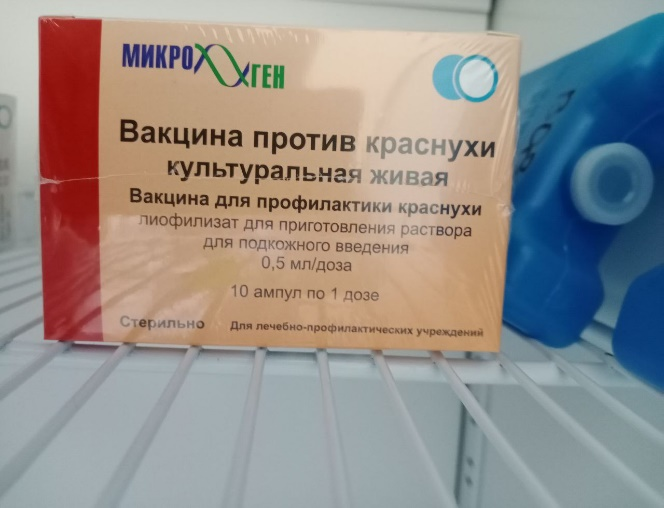 МИКРОГЕН
Вакцина против краснухи
культуральная живая
Вакцина для профилактики краснухи
лиофилизат для приготовления раствора
для подкожного введения
0,5 мл/доза
10 ампул по 1 дозе
Стерильно Для лечебно-профилактических учреждений